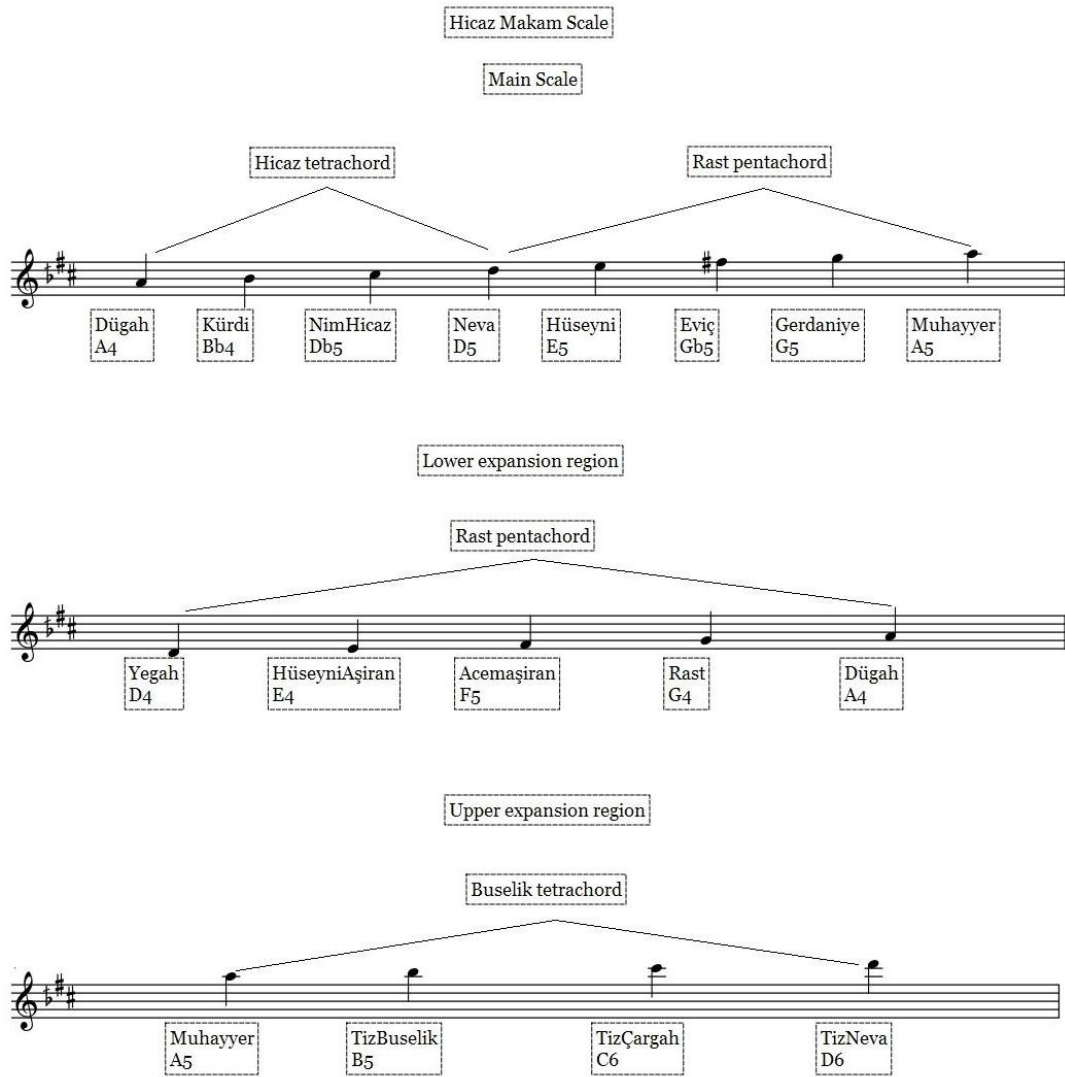 Hicaz Makam Scale
Main Scale
Hicaz tetrachord
Rast pentachord
Dügah
A4
Kürdi
Bb4
NimHicaz
Db5
Neva
D5
Hüseyni
E5
Eviç
Gb5
Gerdaniye
G5
Muhayyer
A5
Lower expansion region
Rast pentachord
Yegah
D4
HüseyniAşiran
E4
Acemaşiran
F5
Rast
G4
Dügah
A4
Upper expansion region
Buselik tetrachord
Muhayyer
A5
TizBuselik
B5
TizÇargah
C6
TizNeva
D6